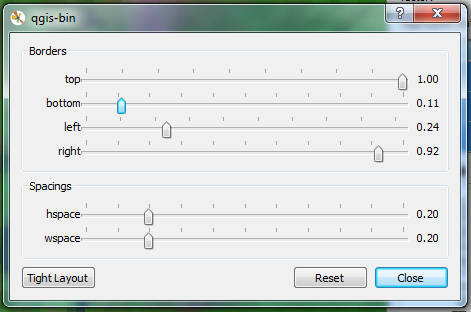 qgis-bin
Borders
top 1.00
bottom 0.11
left 0.24
right 0.92
Spacings
hspace 0.20
wspace 0.20
Tight Layout Reset Close